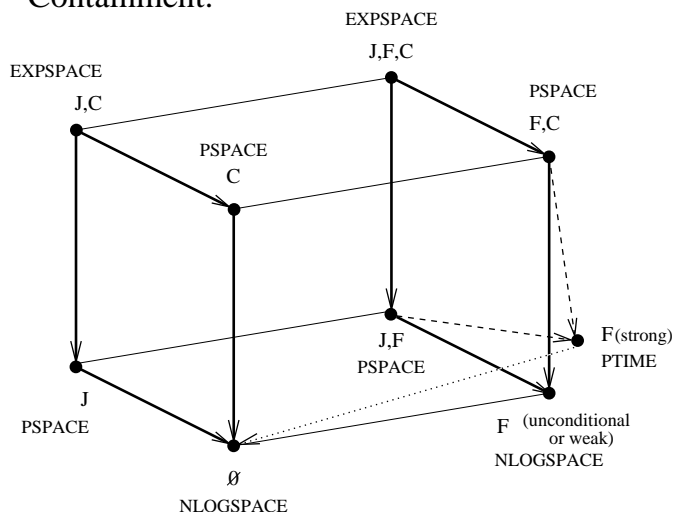 Containment:
EXPSPACE
J,F,C
EXPSPACE
J,C
PSPACE
F,C
PSPACE
C
J,F
PSPACE
F(strong)
PTIME
J
PSPACE
F (unconditional
or weak)
NLOGSPACE
∅
NLOGSPACE